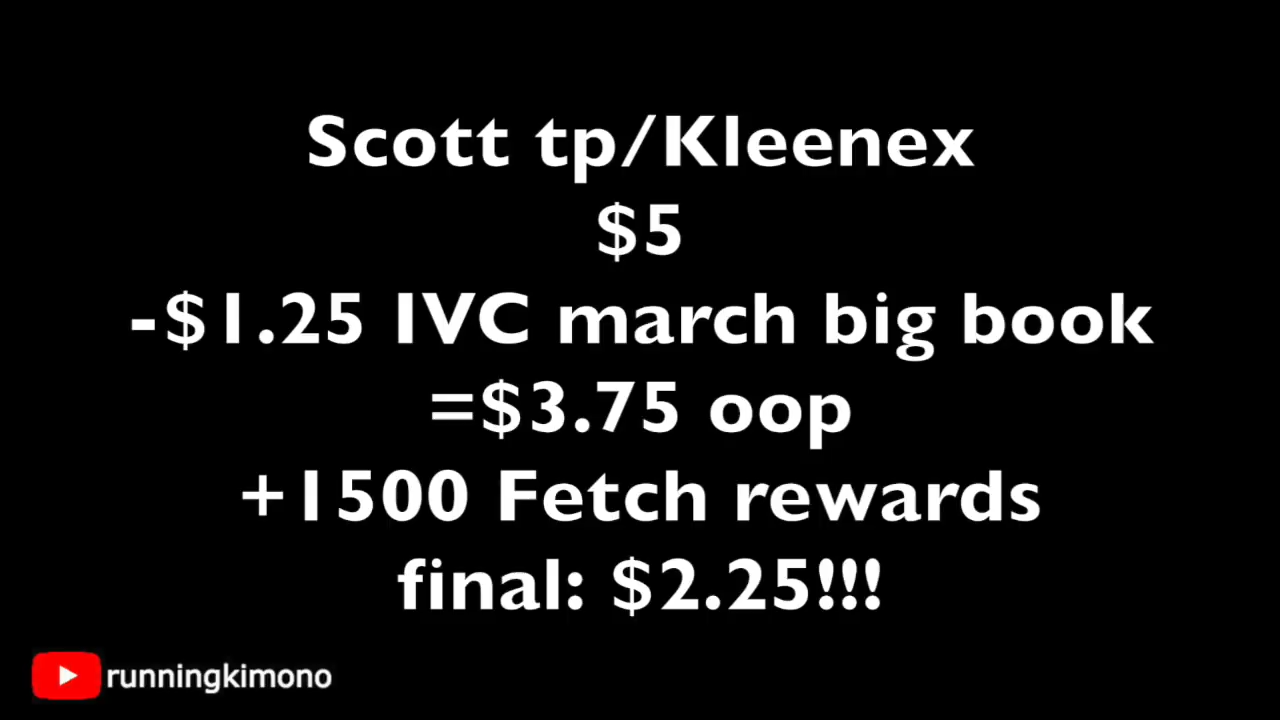 Scott tp/Kleenex
$5
-$1.25 IVC march big book
=$3.75 oop
+1500 Fetch rewards
final: $2.25!!!
runningkimono